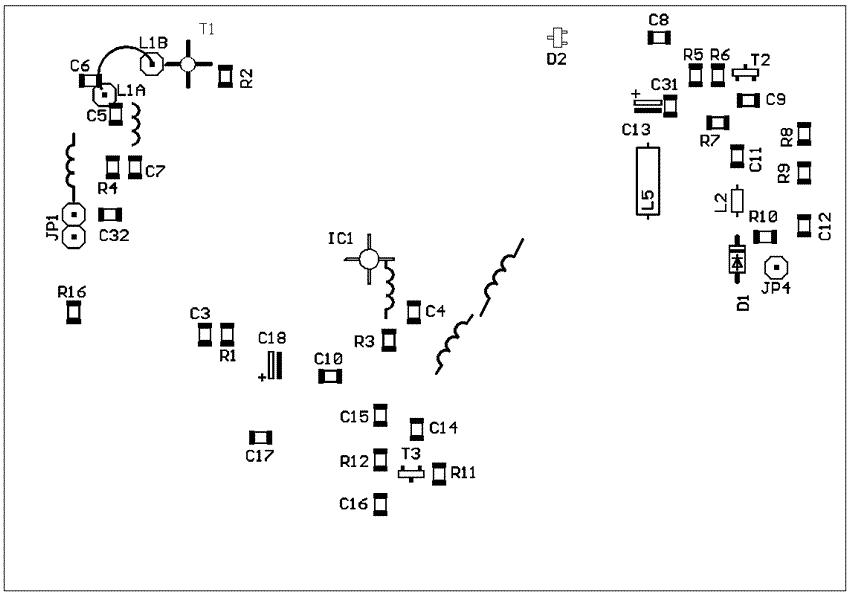 C8
T1
L1B
D2
R5 R6
T2
C6
R2
L1A
C31
+
C9
C5
C13
R7
R8
C11
C7
R4
R9
L5
L2
JP1
R10
C32
C12
IC1
R16
JP4
D1
C3
C4
C18
R3
R1
C10
+
C15
C14
C17
T3
R12
R11
C16